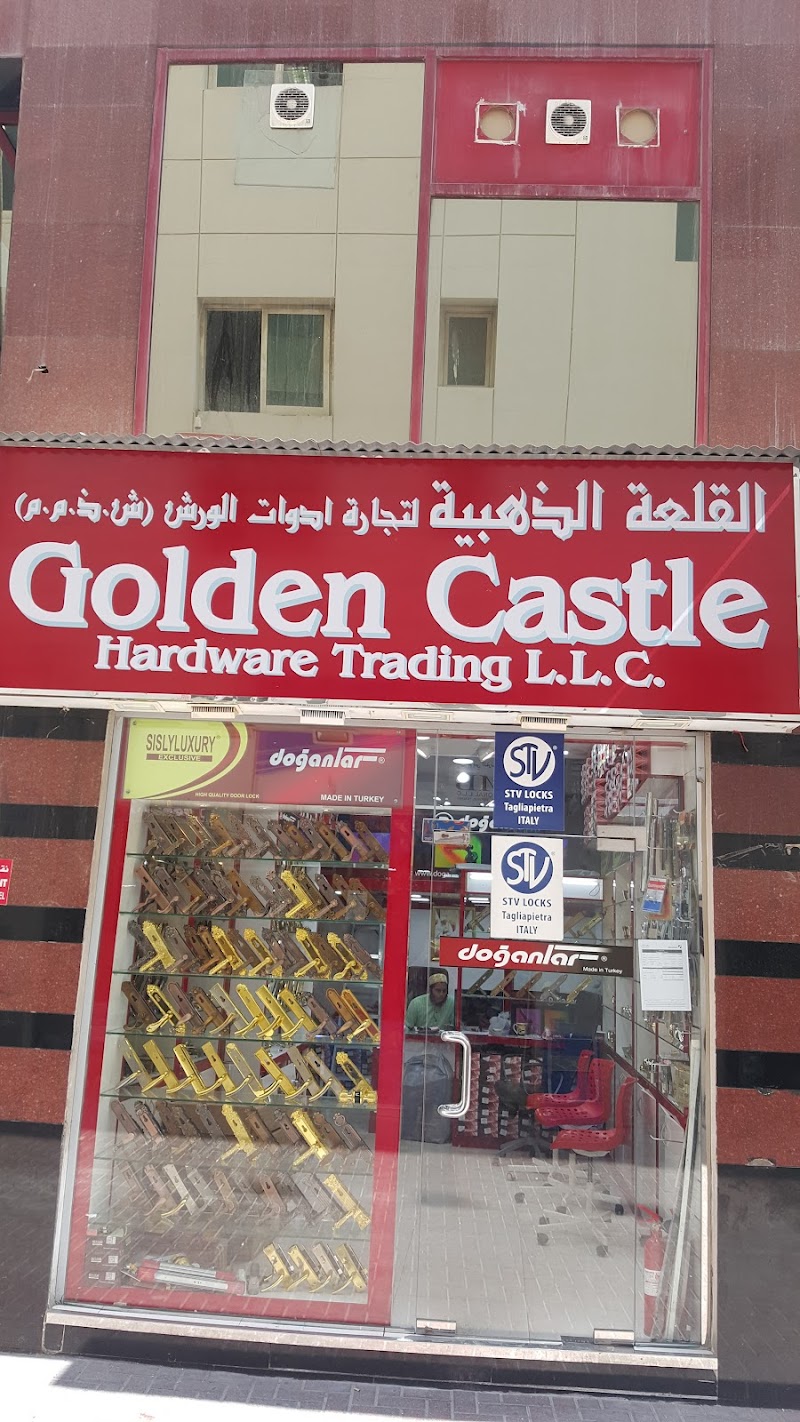 القلعة الذهبية لتجارة ادوات الورش (ش.ذ.م.م)
Golden Castle
Hardware Trading L.L.C.
SISLYLUXURY®
EXCLUSIVE
doğanlar®
HIGH QUALITY DOOR LOCK
MADE IN TURKEY
STV®
STV LOCKS
Tagliapietra
ITALY
STV®
STV LOCKS
Tagliapietra
ITALY
doğanlar®
Made in Turkey